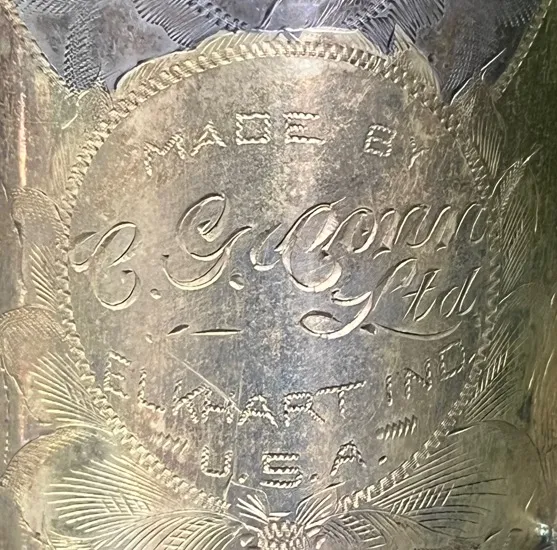 MADE BY
C. G. Conn
Ltd
ELKHART IND.
U.S.A.